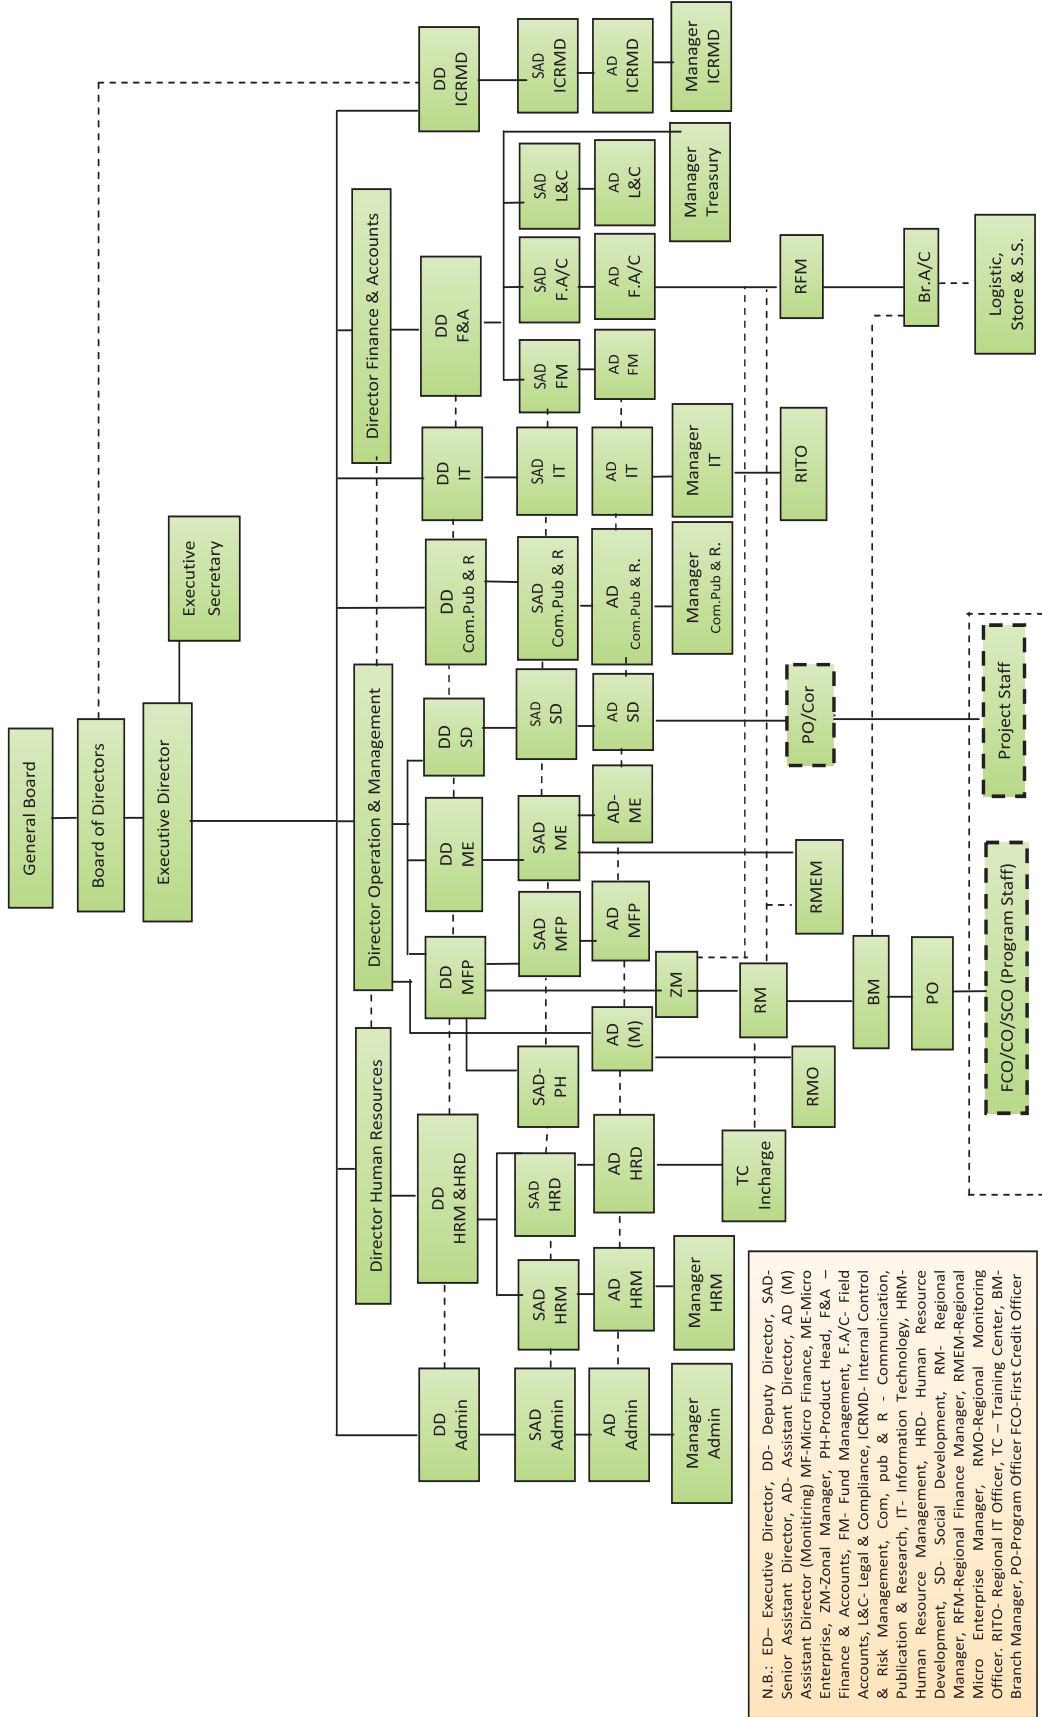 General Board
Board of Directors
Executive Director
Executive
Secretary
Director Human Resources
Director Operation & Management
Director Finance & Accounts
DD
Admin
DD
HRM &HRD
DD
MFP
DD
ME
DD
SD
DD
Com.Pub & R
DD
IT
DD
F&A
DD
ICRMD
SAD
Admin
SAD
HRM
SAD
HRD
SAD-
PH
SAD
MFP
SAD
ME
SAD
SD
SAD
Com.Pub & R
SAD
IT
SAD
FM
SAD
F.A/C
SAD
L&C
SAD
ICRMD
AD
Admin
AD
HRM
AD
HRD
AD
(M)
AD
MFP
AD-
ME
AD
SD
AD
Com.Pub & R.
AD
IT
AD
FM
AD
F.A/C
AD
L&C
AD
ICRMD
Manager
Admin
Manager
HRM
ZM
Manager
Com.Pub & R.
Manager
IT
Manager
Treasury
Manager
ICRMD
TC
Incharge
RM
RMO
RMEM
PO/Cor
RITO
RFM
BM
Br.A/C
PO
Logistic,
Store & S.S.
FCO/CO/SCO (Program Staff)
Project Staff
N.B.: ED– Executive Director, DD- Deputy Director, SAD-
Senior Assistant Director, AD- Assistant Director, AD (M)
Assistant Director (Monitiring) MF-Micro Finance, ME-Micro
Enterprise, ZM-Zonal Manager, PH-Product Head, F&A –
Finance & Accounts, FM- Fund Management, F.A/C- Field
Accounts, L&C- Legal & Compliance, ICRMD- Internal Control
& Risk Management, Com, pub & R - Communication,
Publication & Research, IT- Information Technology, HRM-
Human Resource Management, HRD- Human Resource
Development, SD- Social Development, RM- Regional
Manager, RFM-Regional Finance Manager, RMEM-Regional
Micro Enterprise Manager, RMO-Regional Monitoring
Officer. RITO- Regional IT Officer, TC – Training Center, BM-
Branch Manager, PO-Program Officer FCO-First Credit Officer